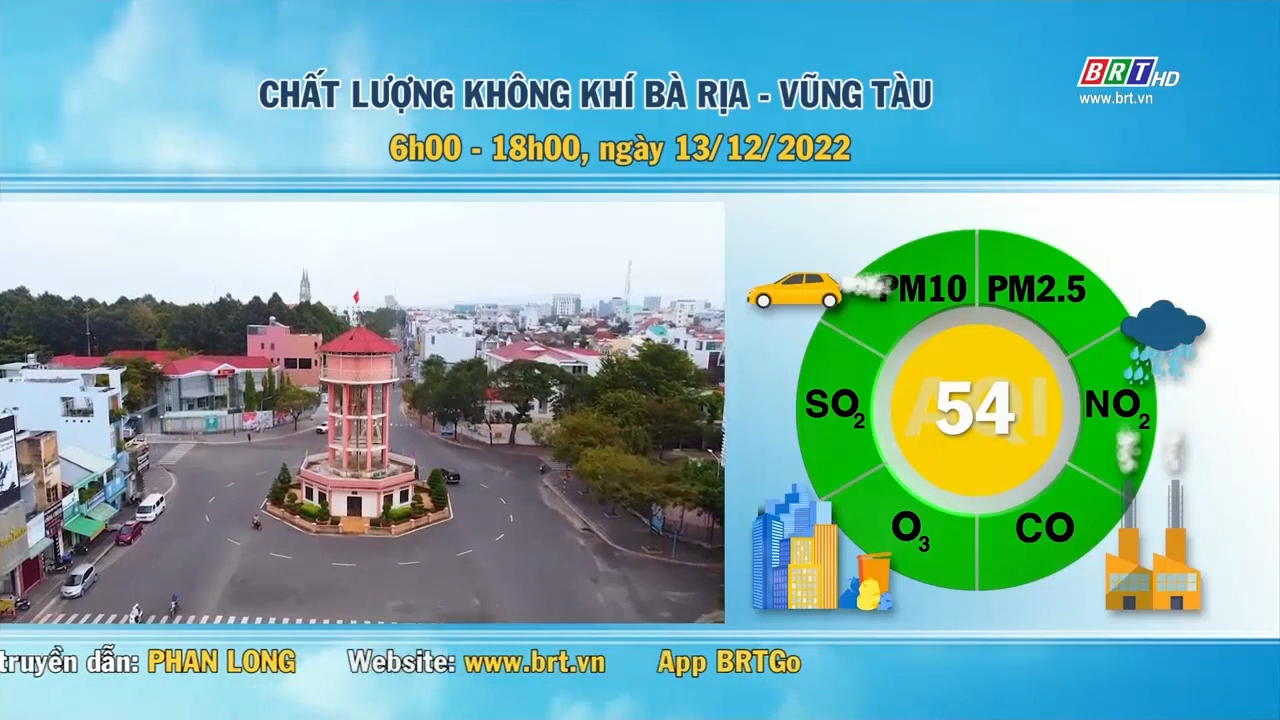 CHẤT LƯỢNG KHÔNG KHÍ BÀ RỊA - VŨNG TÀU
6h00 - 18h00, ngày 13/12/2022
BRT HD
www.brt.vn
PM10 PM2.5
SO2 NO2
AQI
54
O3 CO
truyền dẫn: PHAN LONG Website: www.brt.vn App BRTGo